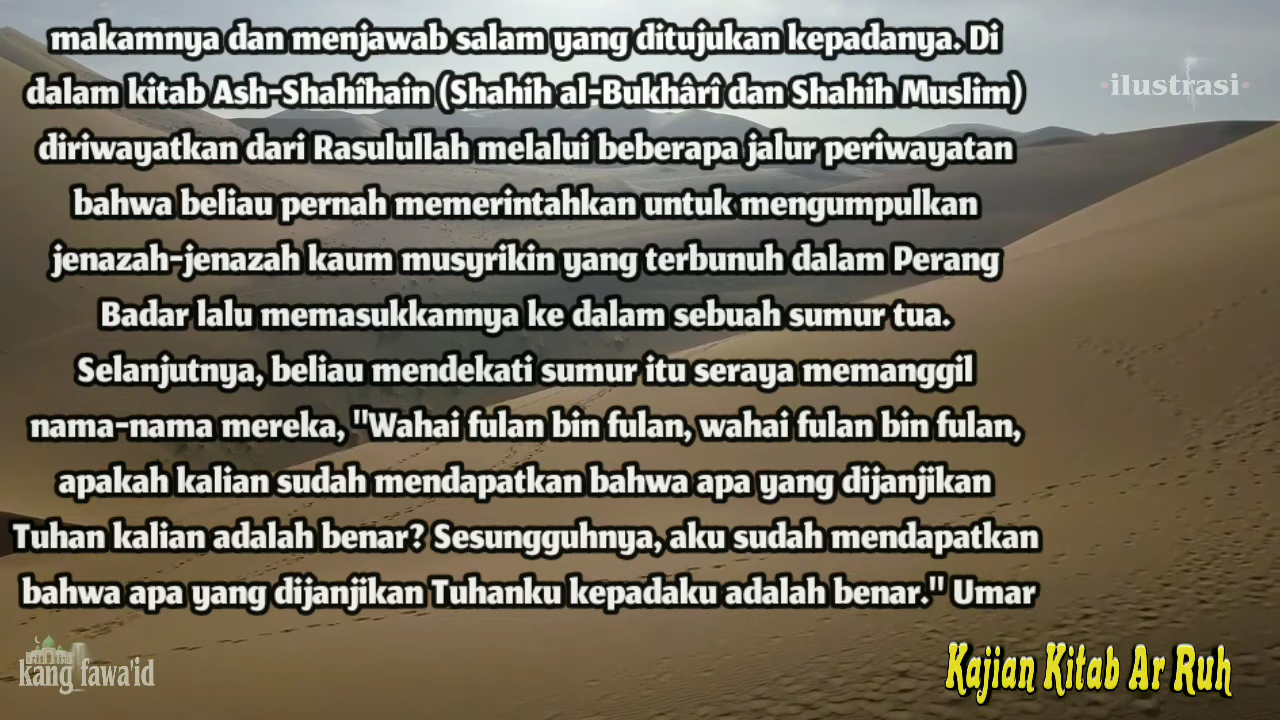 makamnya dan menjawab salam yang ditujukan kepadanya. Di
dalam kitab Ash-Shahîhain (Shahíh al-Bukhârî dan Shahíh Muslim)
diriwayatkan dari Rasulullah melalui beberapa jalur periwayatan
bahwa beliau pernah memerintahkan untuk mengumpulkan
jenazah-jenazah kaum musyrikin yang terbunuh dalam Perang
Badar lalu memasukkannya ke dalam sebuah sumur tua.
Selanjutnya, beliau mendekati sumur itu seraya memanggil
nama-nama mereka, "Wahai fulan bin fulan, wahai fulan bin fulan,
apakah kalian sudah mendapatkan bahwa apa yang dijanjikan
Tuhan kalian adalah benar? Sesungguhnya, aku sudah mendapatkan
bahwa apa yang dijanjikan Tuhanku kepadaku adalah benar." Umar
•ilustrasi•
kang fawa'id
Kajian Kitab Ar Ruh